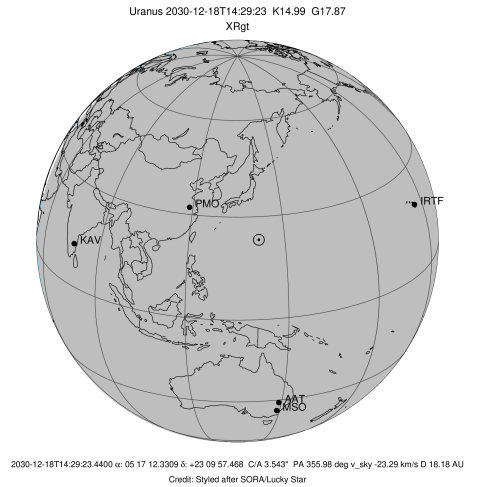 Uranus 2030-12-18T14:29:23 K14.99 G17.87
XRgt
IRTF
PMO
KAV
AAT
MSO
2030-12-18T14:29:23.4400 α: 05 17 12.3309 δ: +23 09 57.468 C/A 3.543" PA 355.98 deg v_sky -23.29 km/s D 18.18 AU
Credit: Styled after SORA/Lucky Star